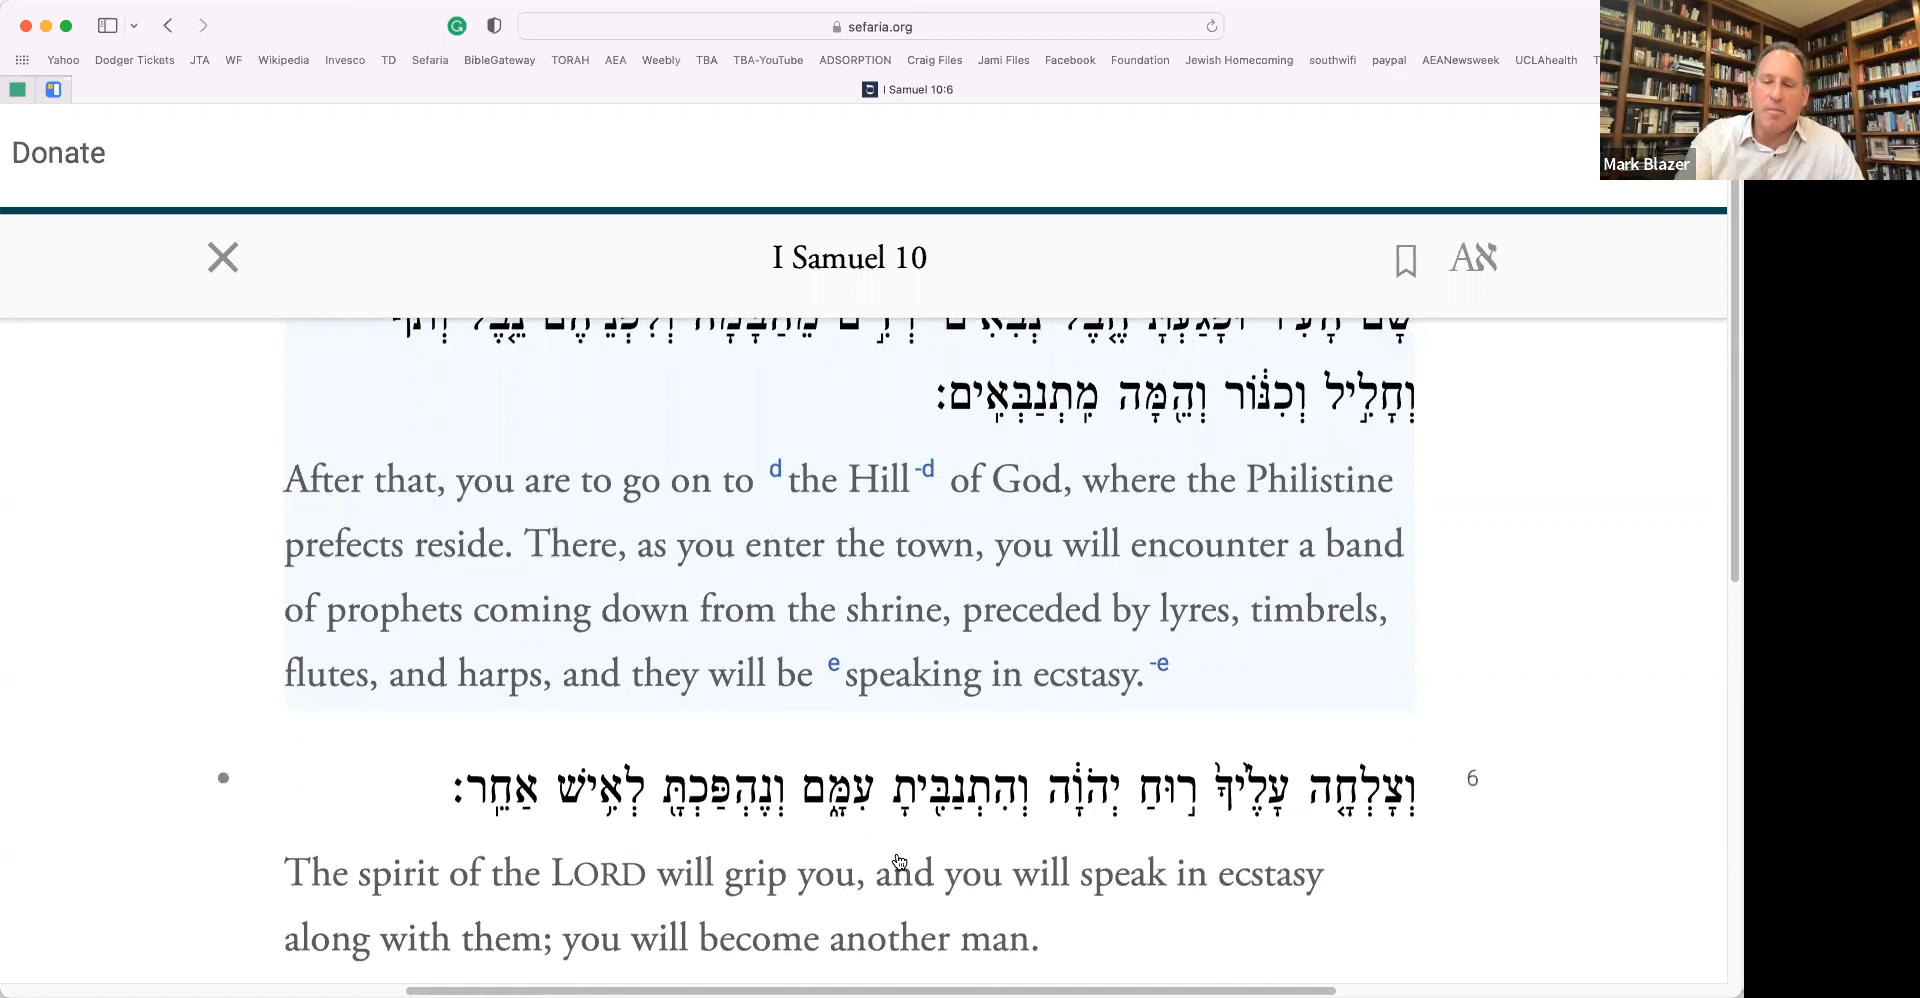 sefaria.org
Yahoo Dodger Tickets JTA WF Wikipedia Invesco TD Sefaria BibleGateway TORAH AEA Weebly TBA TBA-YouTube ADSORPTION Craig Files Jami Files Facebook Foundation Jewish Homecoming southwifi paypal AEANewsweek UCLAhealth
I Samuel 10:6
Mark Blazer
Donate
I Samuel 10
וְחָלִ֣יל וְכִנּ֔וֹר וְהֵ֖מָּה מִֽתְנַבְּאִֽים׃
After that, you are to go on to d the Hill -d of God, where the Philistine
prefects reside. There, as you enter the town, you will encounter a band
of prophets coming down from the shrine, preceded by lyres, timbrels,
flutes, and harps, and they will be e speaking in ecstasy. -e
6 וְצָלְחָ֤ה עָלֶ֙יךָ֙ ר֣וּחַ יְהֹוָ֔ה וְהִתְנַבִּ֖יתָ עִמָּ֑ם וְנֶהְפַּכְתָּ֖ לְאִ֥ישׁ אַחֵֽר׃
The spirit of the LORD will grip you, and you will speak in ecstasy
along with them; you will become another man.